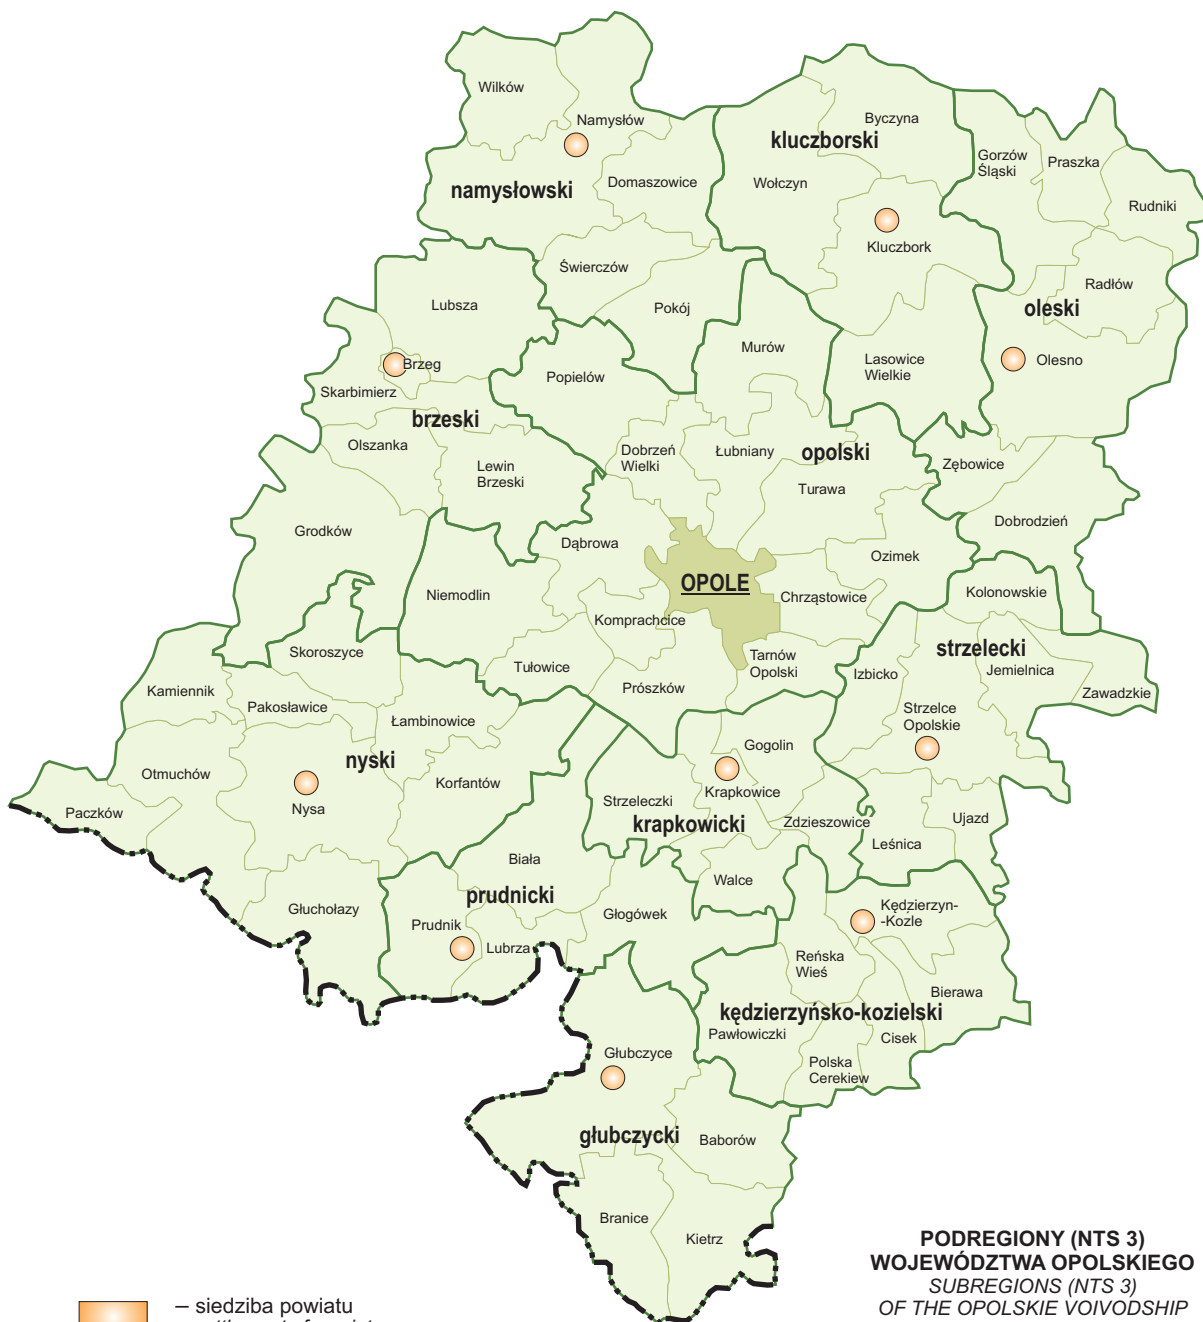 Wilków
Namysłów
namysłowski
Domaszowice
Świerczów
Pokój
Byczyna
kluczborski
Wołczyn
Kluczbork
Lasowice
Wielkie
Gorzów
Śląski
Praszka
Rudniki
Radłów
oleski
Olesno
Zębowice
Dobrodzień
Lubsza
Brzeg
Skarbimierz
brzeski
Olszanka
Lewin
Brzeski
Grodków
Murów
Popielów
Dobrzeń
Wielki
Łubniany
opolski
Turawa
Dąbrowa
OPOLE
Ozimek
Chrząstowice
Niemodlin
Komprachcice
Tułowice
Prószków
Tarnów
Opolski
Kolonowskie
strzelecki
Izbicko
Jemielnica
Zawadzkie
Strzelce
Opolskie
Leśnica
Ujazd
Skoroszyce
Kamiennik
Pakosławice
Łambinowice
nyski
Otmuchów
Korfantów
Nysa
Paczków
Głuchołazy
Gogolin
Krapkowice
Strzeleczki
krapkowicki
Zdzieszowice
Walce
Biała
prudnicki
Prudnik
Lubrza
Głogówek
Kędzierzyn-
-Kozle
Reńska
Wieś
Bierawa
kędzierzyńsko-kozielski
Pawłowiczki
Cisek
Polska
Cerekiew
Głubczyce
głubczycki
Baborów
Branice
Kietrz
PODREGIONY (NTS 3)
WOJEWÓDZTWA OPOLSKIEGO
SUBREGIONS (NTS 3)
OF THE OPOLSKIE VOIVODSHIP
– siedziba powiatu